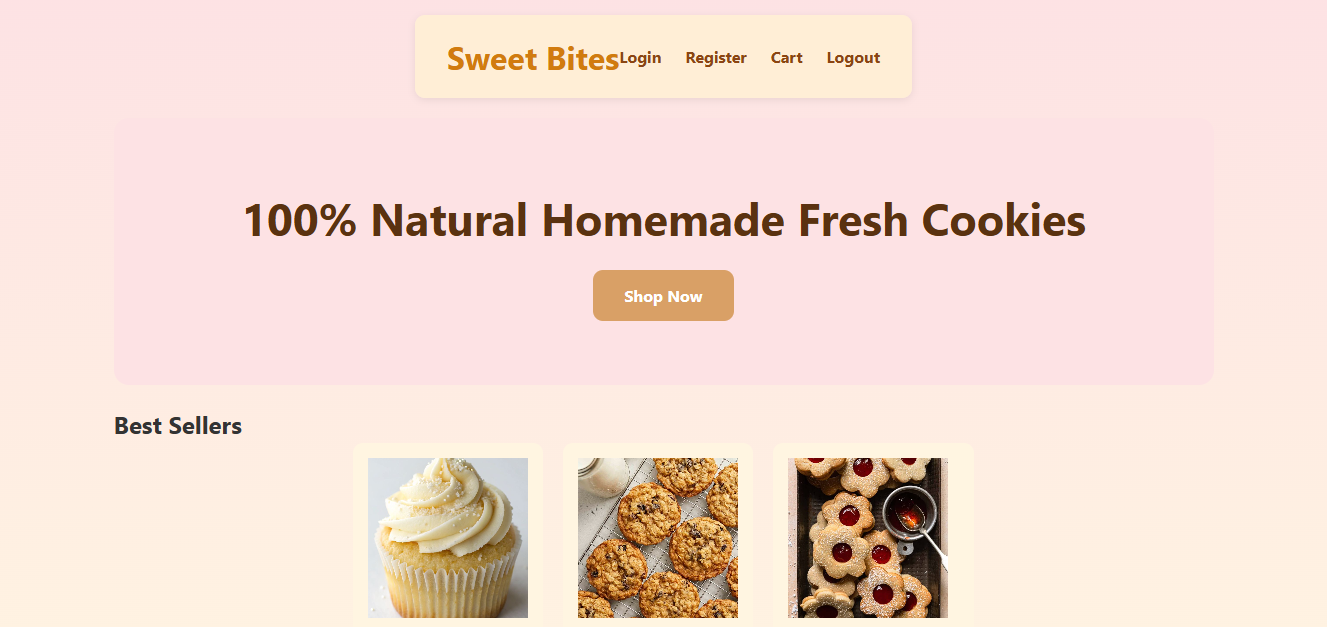 Sweet Bites Login Register Cart Logout
100% Natural Homemade Fresh Cookies
Shop Now
Best Sellers